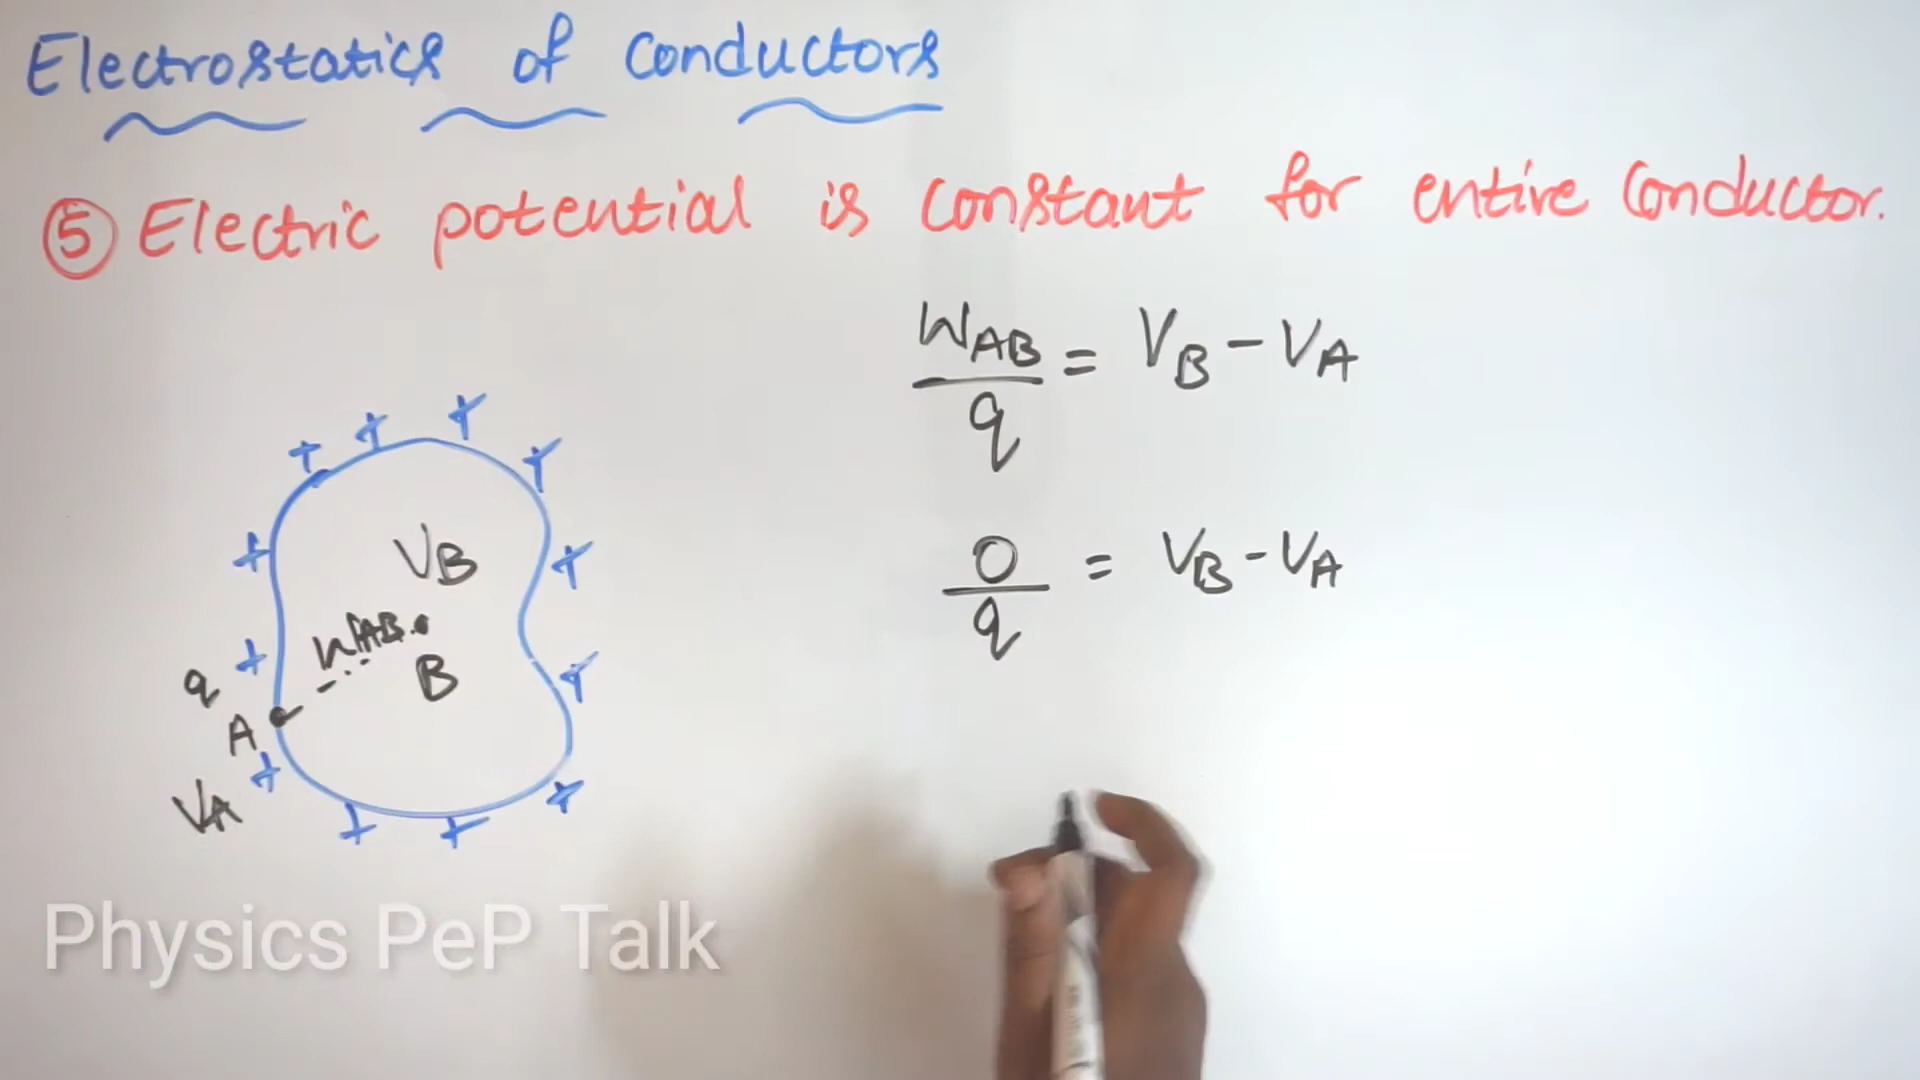 Electrostatics of Conductors
⑤ Electric potential is constant for entire Conductor.
W_AB / q = V_B - V_A
0 / q = V_B - V_A
V_B
W_AB
q
B
A
V_A
Physics PeP Talk